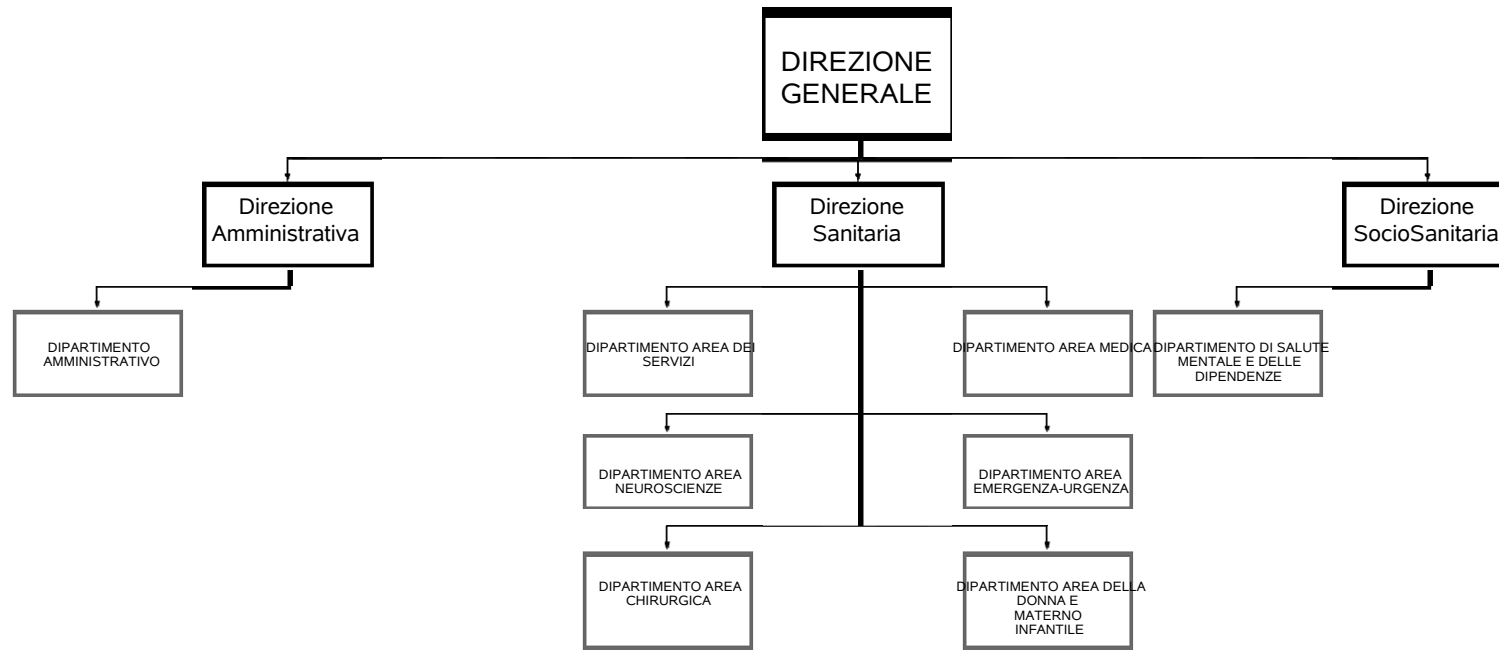 DIREZIONE
GENERALE
Direzione
Amministrativa
Direzione
Sanitaria
Direzione
SocioSanitaria
DIPARTIMENTO
AMMINISTRATIVO
DIPARTIMENTO AREA DEI
SERVIZI
DIPARTIMENTO AREA MEDICA
DIPARTIMENTO DI SALUTE
MENTALE E DELLE
DIPENDENZE
DIPARTIMENTO AREA
NEUROSCIENZE
DIPARTIMENTO AREA
EMERGENZA-URGENZA
DIPARTIMENTO AREA
CHIRURGICA
DIPARTIMENTO AREA DELLA
DONNA E
MATERNO
INFANTILE